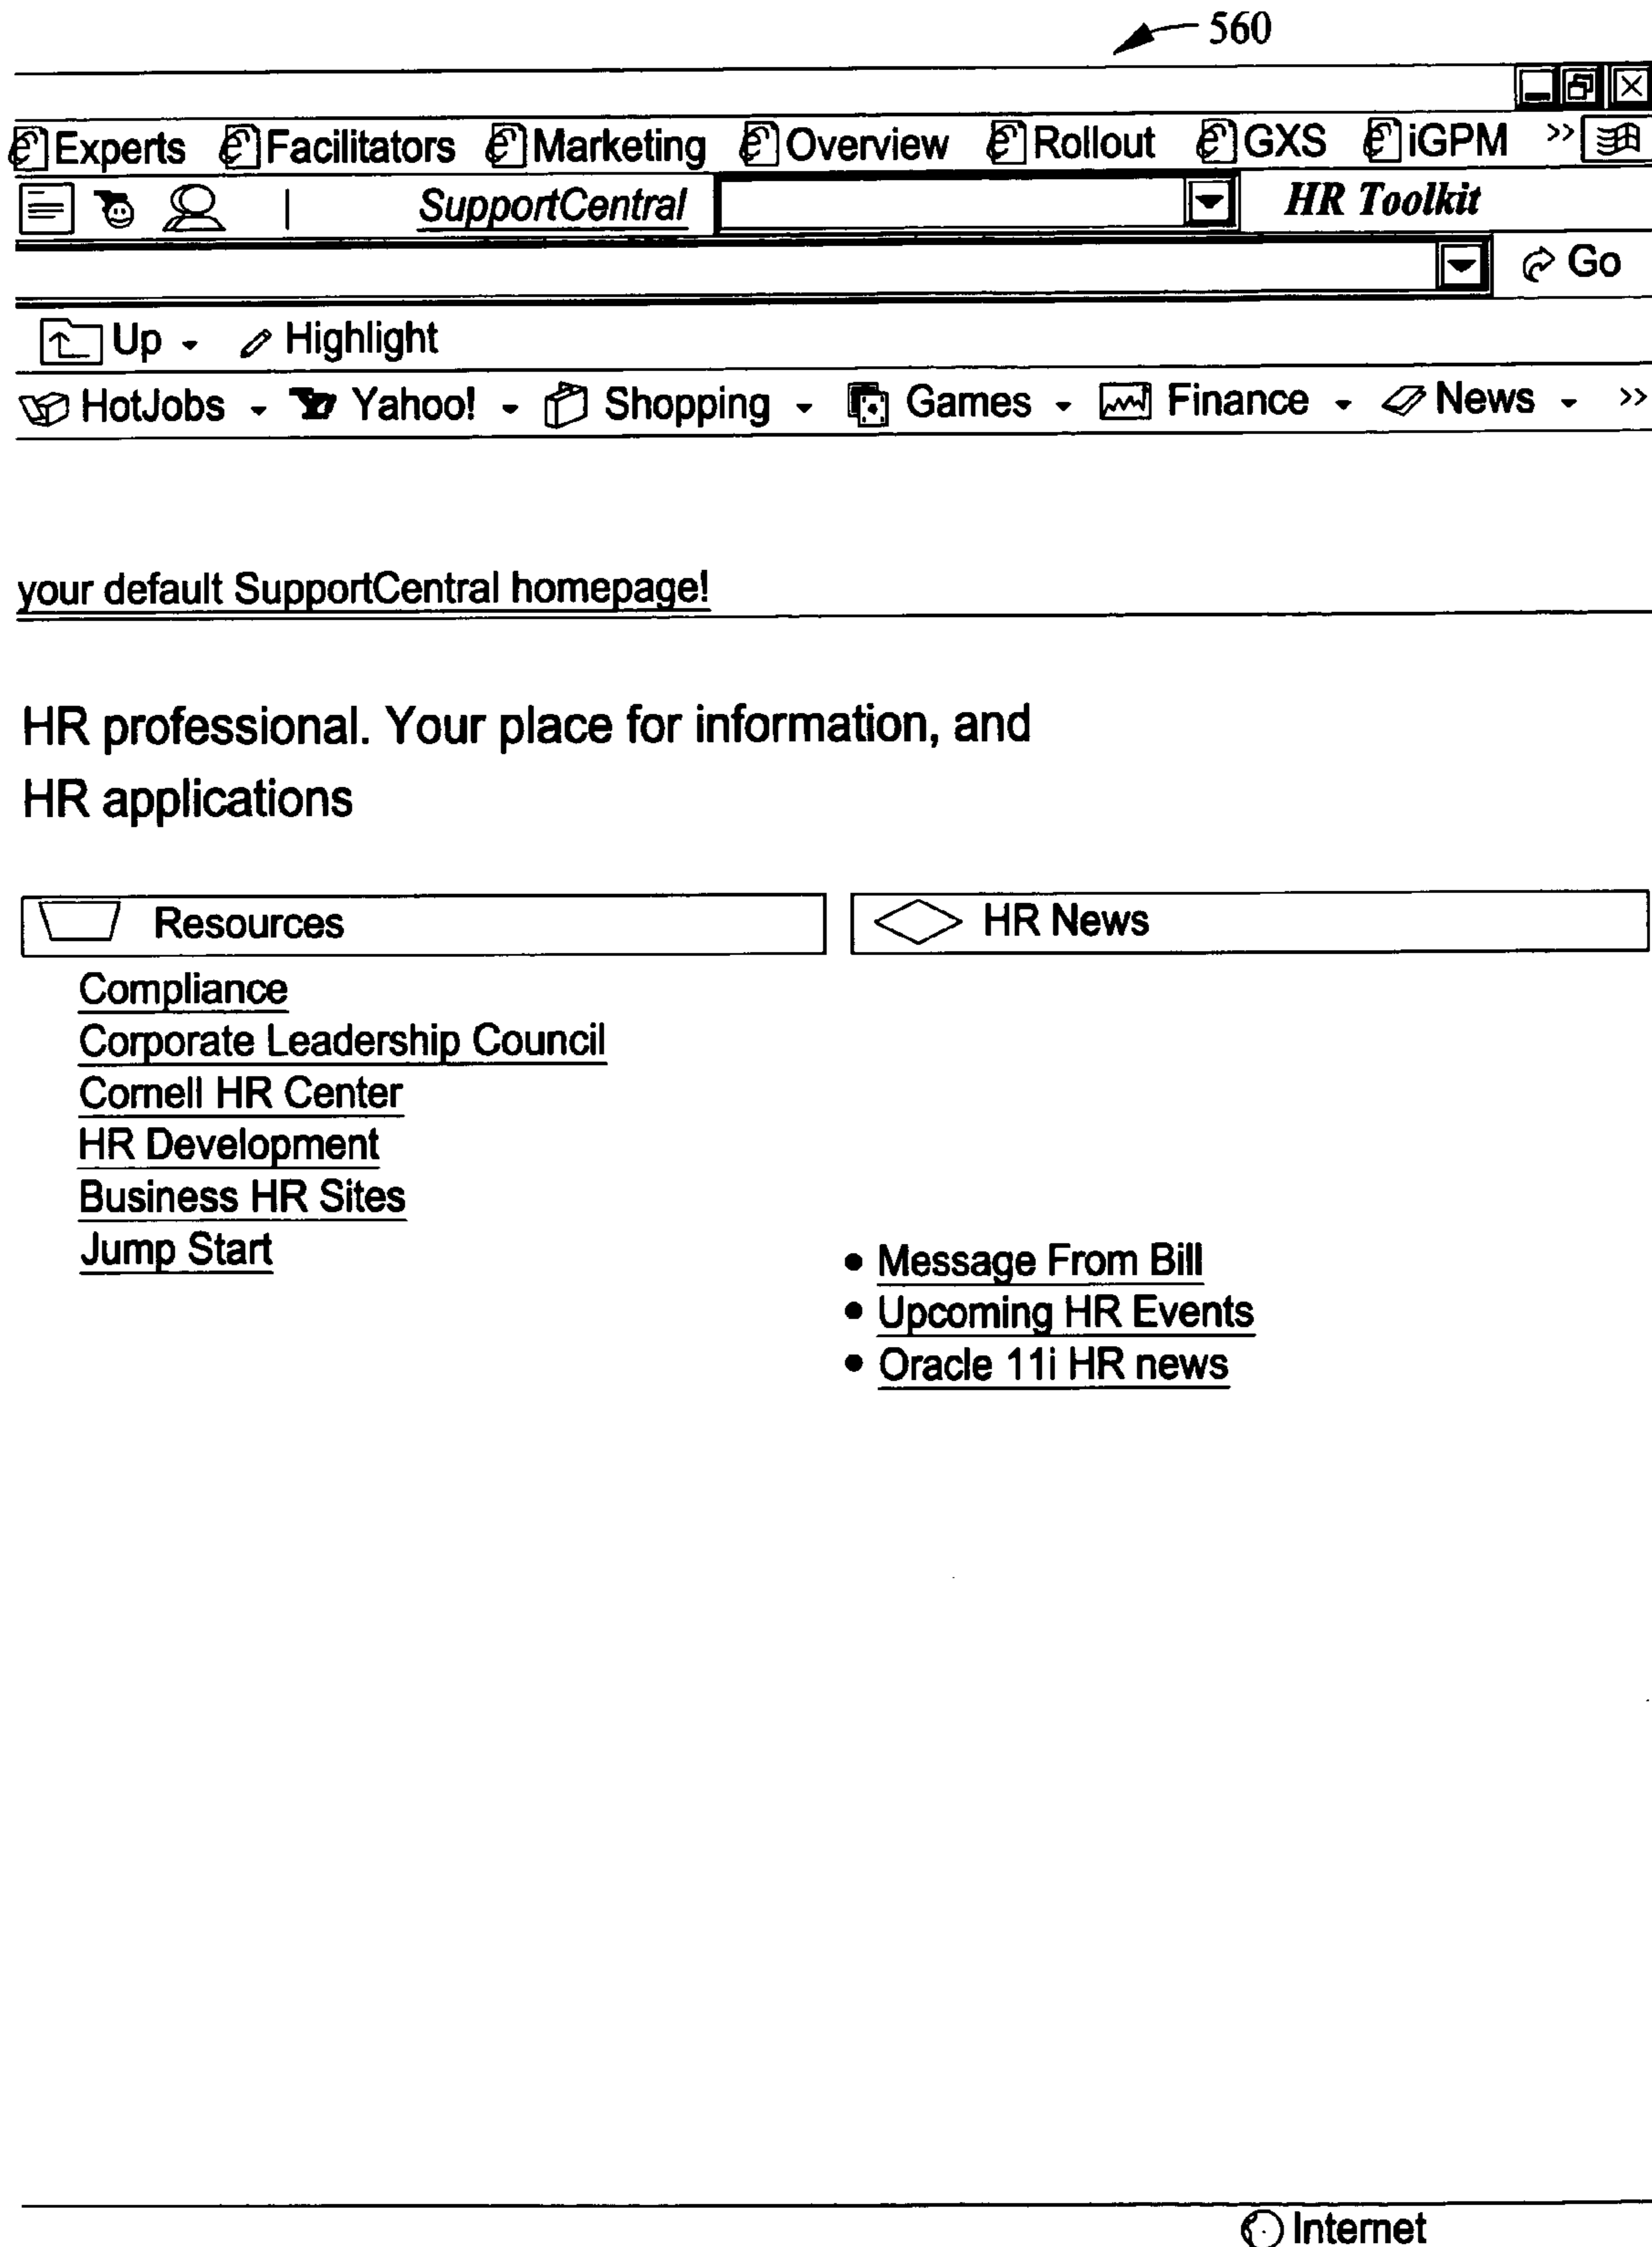 560
Experts Facilitators Marketing Overview Rollout GXS iGPM »
SupportCentral HR Toolkit
Go
Up Highlight
HotJobs Yahoo! Shopping Games Finance News »
your default SupportCentral homepage!
HR professional. Your place for information, and
HR applications
Resources
Compliance
Corporate Leadership Council
Cornell HR Center
HR Development
Business HR Sites
Jump Start
HR News
• Message From Bill
• Upcoming HR Events
• Oracle 11i HR news
Internet